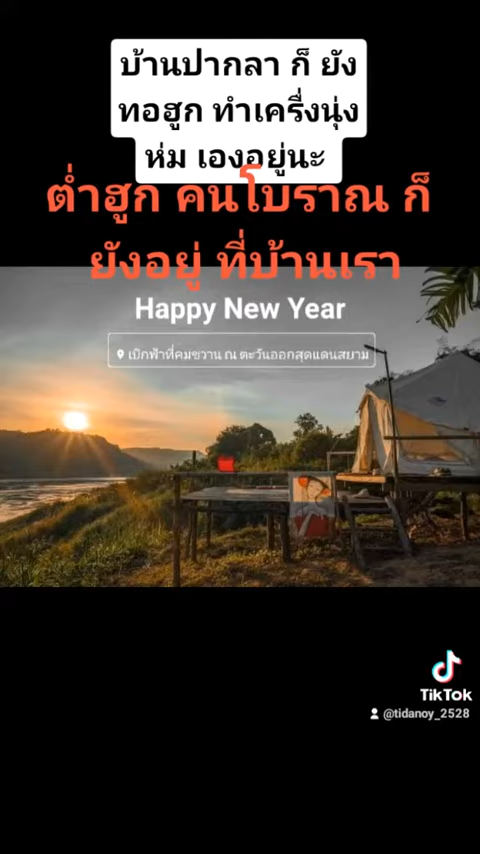 บ้านปากลา ก็ ยัง
ทอฮูก ทำเครื่งนุ่ง
ห่ม เองอยู่นะ
ต่ำฮูก คนโบราณ ก็
ยังอยู่ ที่บ้านเรา
Happy New Year
เบิกฟ้าที่คมชวาน ณ ตะวันออกสุดแดนสยาม
TikTok
@tidanoy_2528